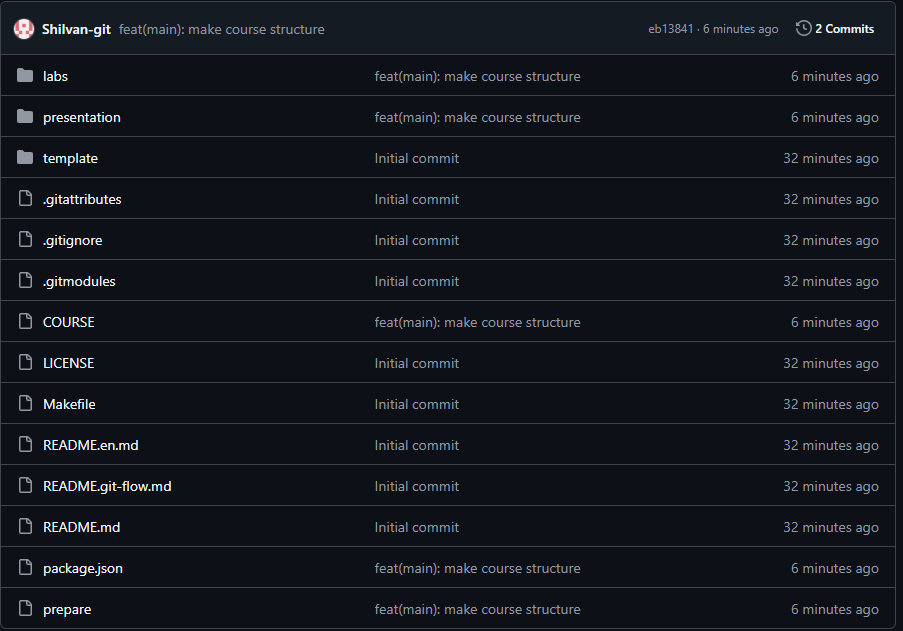 Shilvan-git feat(main): make course structure eb13841 · 6 minutes ago 2 Commits
labs feat(main): make course structure 6 minutes ago
presentation feat(main): make course structure 6 minutes ago
template Initial commit 32 minutes ago
.gitattributes Initial commit 32 minutes ago
.gitignore Initial commit 32 minutes ago
.gitmodules Initial commit 32 minutes ago
COURSE feat(main): make course structure 6 minutes ago
LICENSE Initial commit 32 minutes ago
Makefile Initial commit 32 minutes ago
README.en.md Initial commit 32 minutes ago
README.git-flow.md Initial commit 32 minutes ago
README.md Initial commit 32 minutes ago
package.json feat(main): make course structure 6 minutes ago
prepare feat(main): make course structure 6 minutes ago